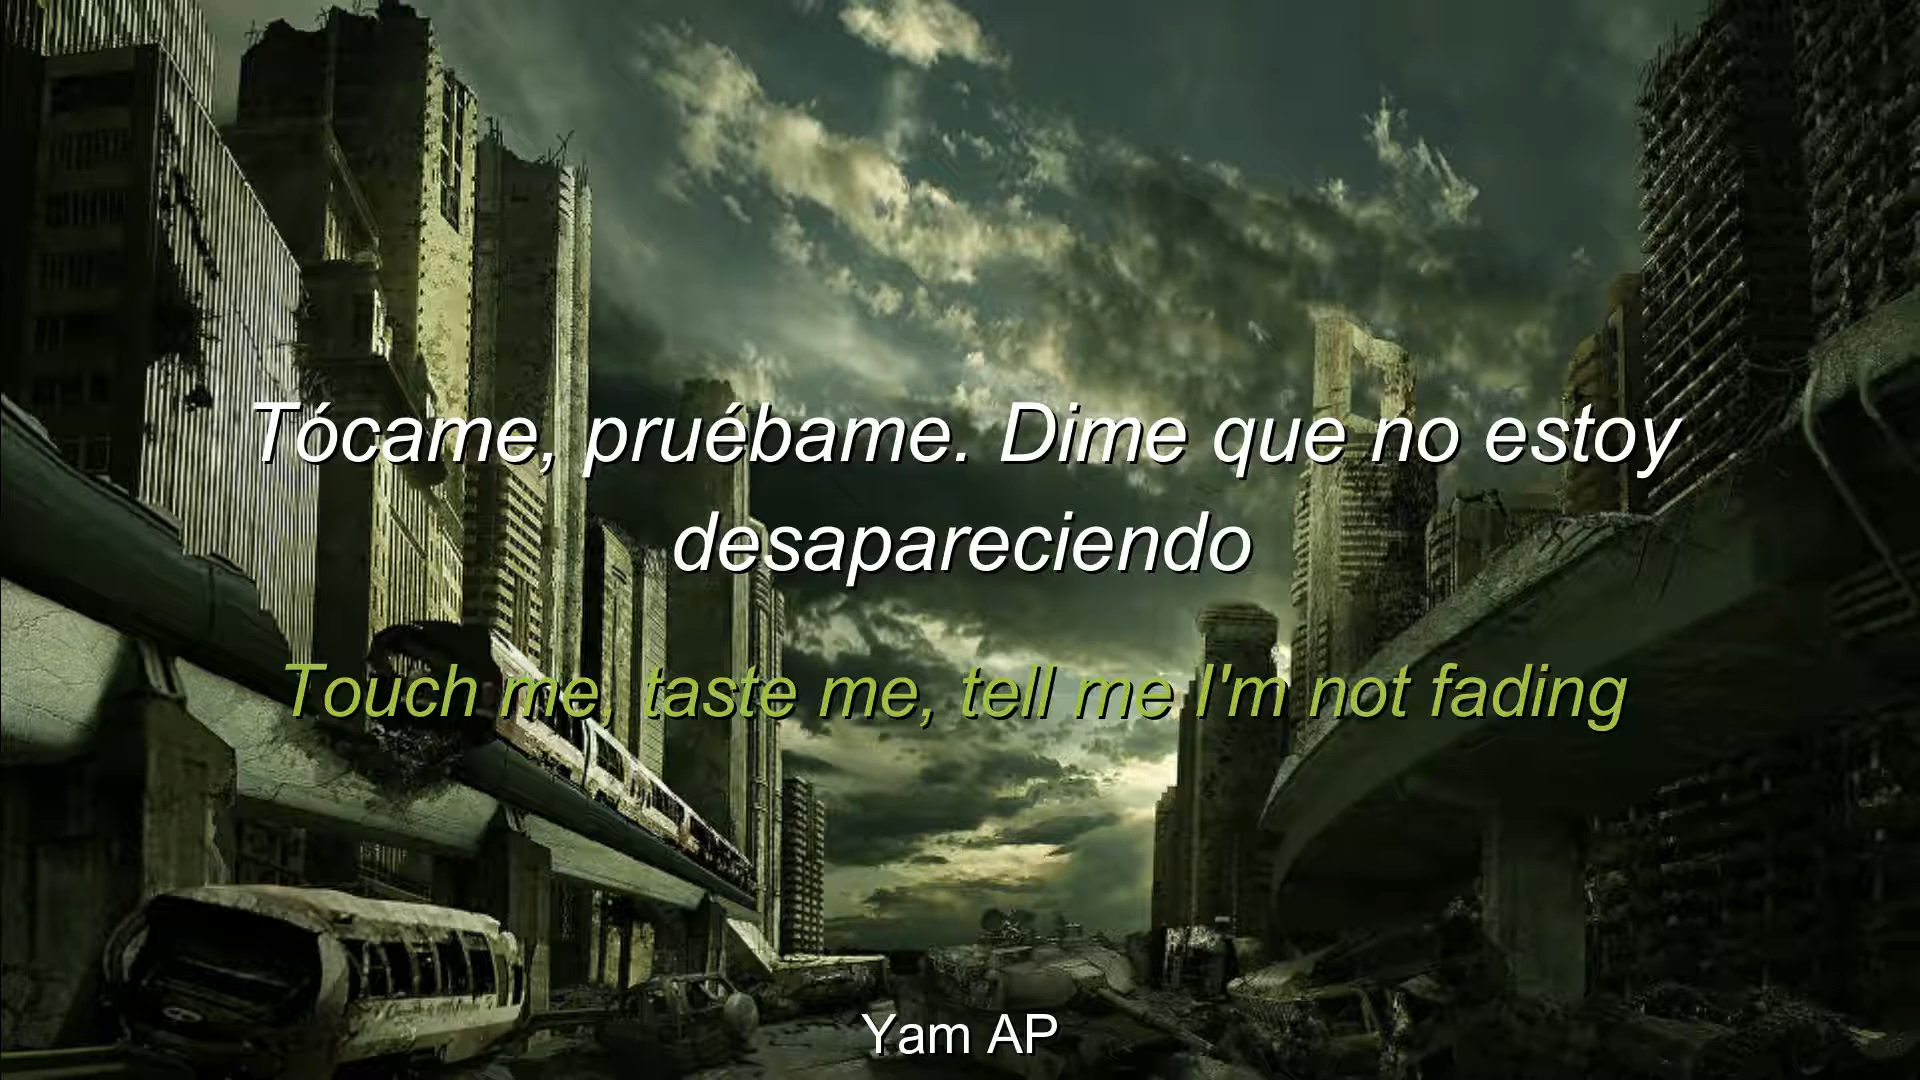 Tócame, pruébame. Dime que no estoy
desapareciendo
Touch me, taste me, tell me I'm not fading
Yam AP